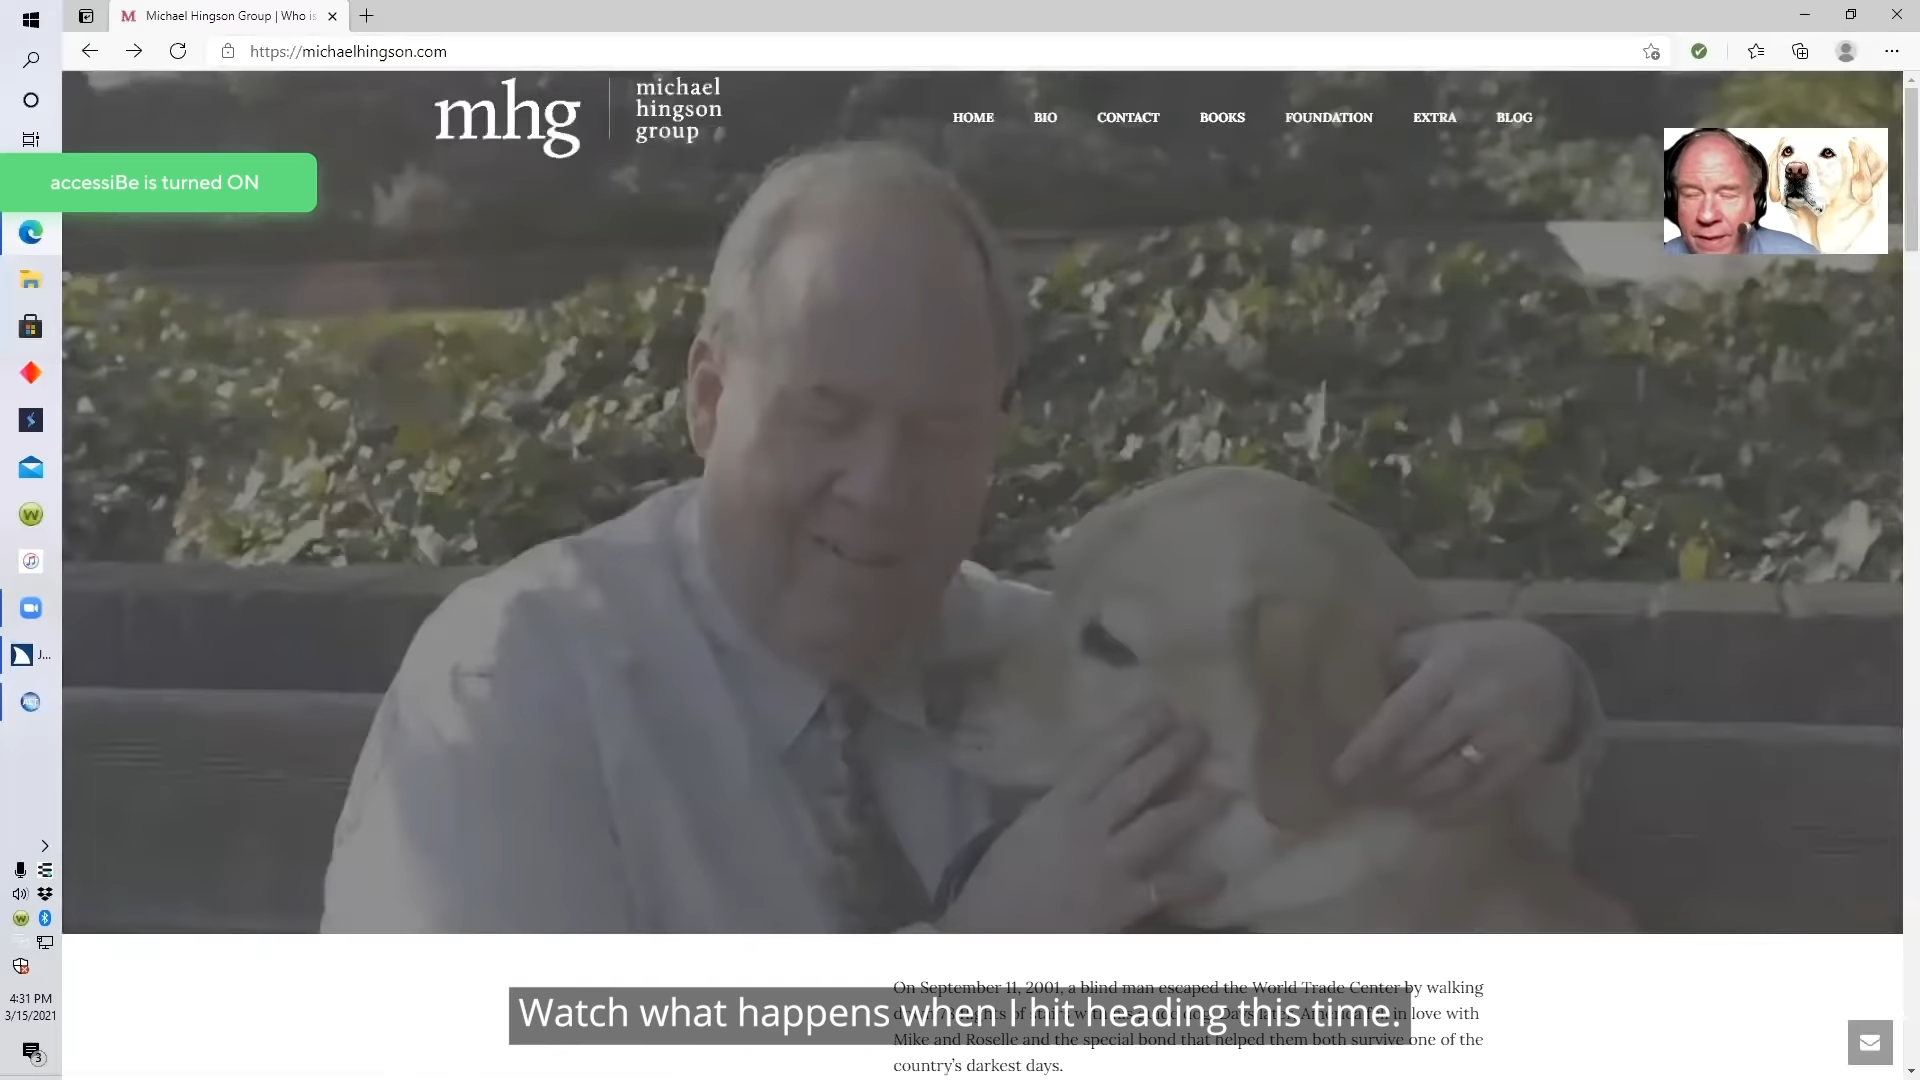 Michael Hingson Group | Who is
https://michaelhingson.com
mhg
michael
hingson
group
HOME BIO CONTACT BOOKS FOUNDATION EXTRA BLOG
accessiBe is turned ON
J...
4:31 PM
3/15/2021
3
On September 11, 2001, a blind man escaped the World Trade Center by walking
love with
Mike and Roselle and the special bond that helped them both survive one of the
country's darkest days.
Watch what happens when I hit heading this time.